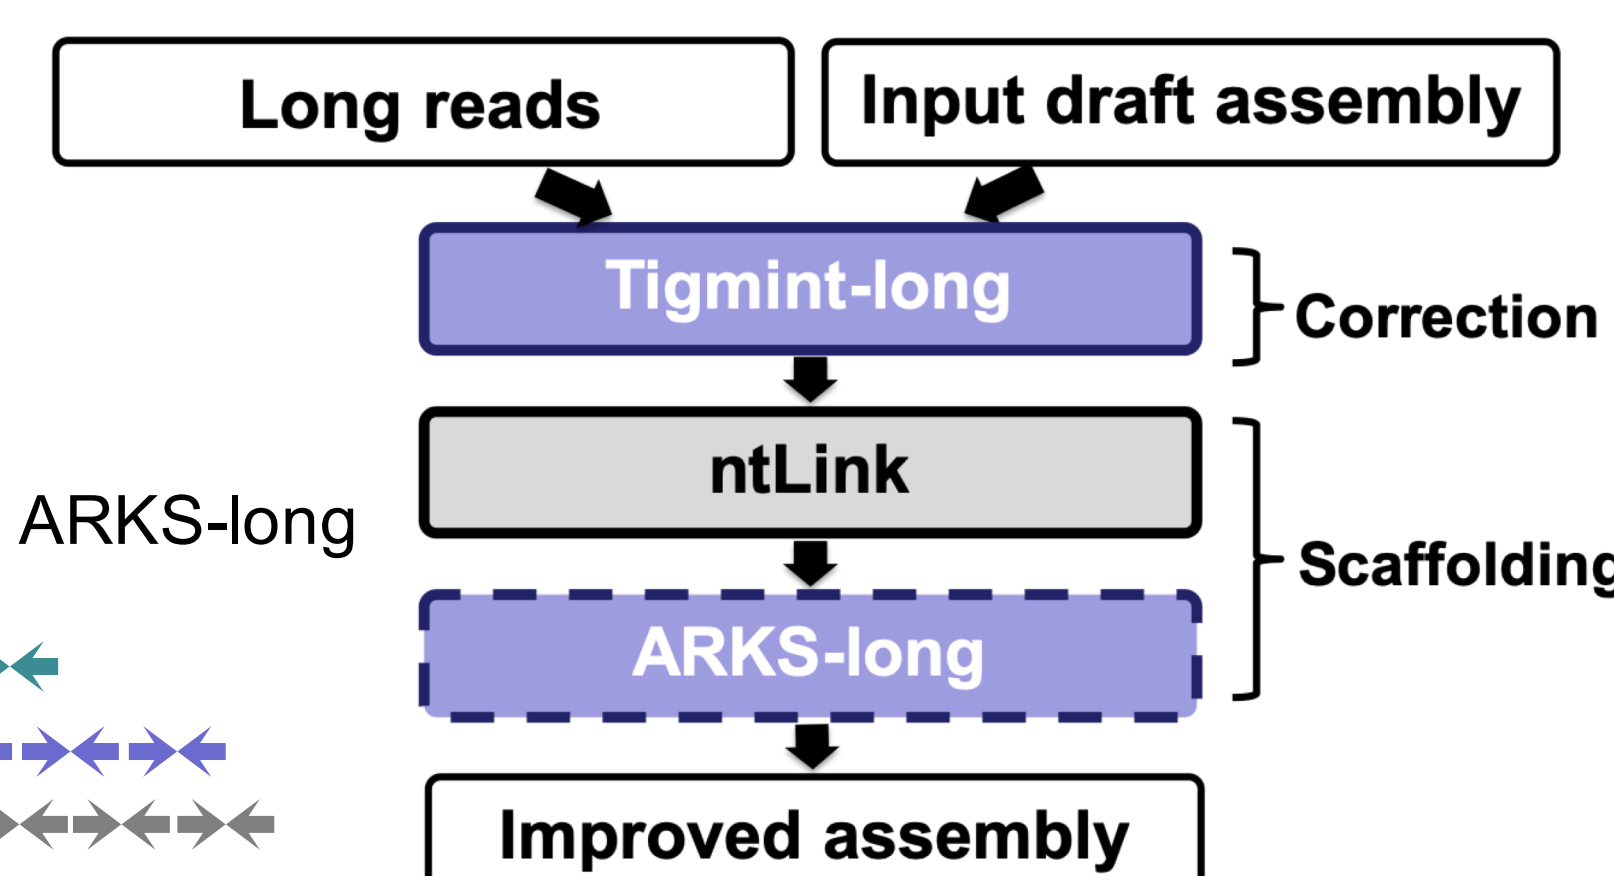 Long reads
Input draft assembly
Tigmint-long
Correction
ntLink
ARKS-long
Scaffolding
ARKS-long
Improved assembly